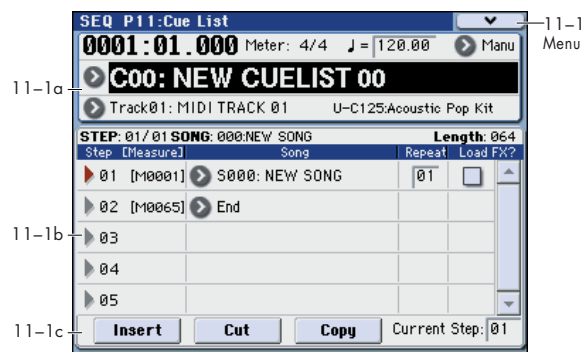 SEQ P11:Cue List
11–1
Menu
0001:01.000 Meter: 4/4 ♩= 120.00 Manu
11–1a
C00: NEW CUELIST 00
Track01: MIDI TRACK 01 U-C125:Acoustic Pop Kit
STEP: 01/01 SONG: 000:NEW SONG Length: 064
Step [Measure] Song Repeat Load FX?
01 [M0001] S000: NEW SONG 01
02 [M0065] End
11–1b
03
04
05
11–1c
Insert Cut Copy Current Step: 01